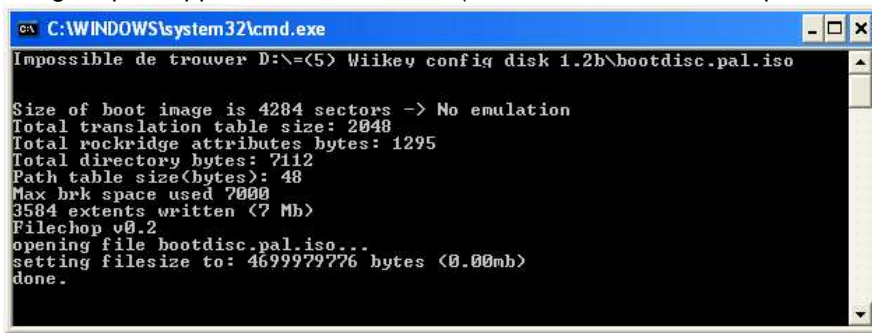 C:\WINDOWS\system32\cmd.exe
Impossible de trouver D:\=(5) Wiikey config disk 1.2b\bootdisc.pal.iso
Size of boot image is 4284 sectors -> No emulation
Total translation table size: 2048
Total rockridge attributes bytes: 1295
Total directory bytes: 7112
Path table size(bytes): 48
Max brk space used 7000
3584 extents written (7 Mb)
Filechop v0.2
opening file bootdisc.pal.iso...
setting filesize to: 4699979776 bytes (0.00mb)
done.